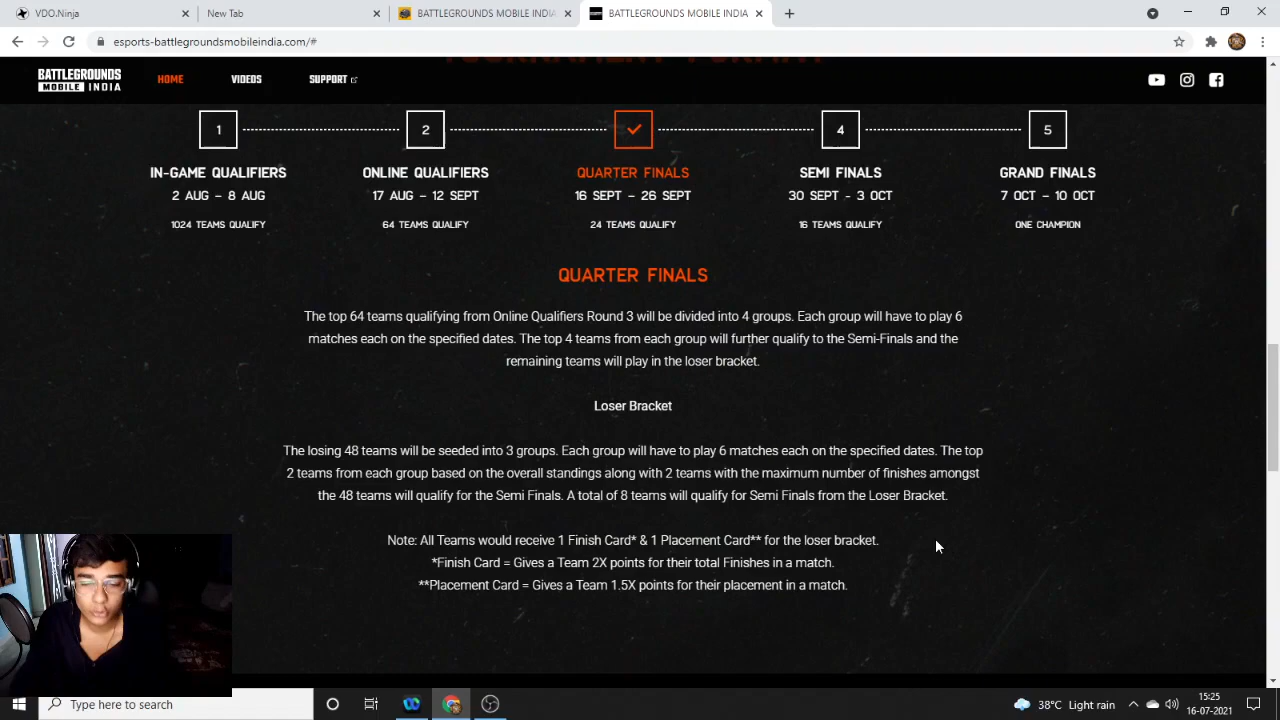 VDO.Ninja
New Tab
BATTLEGROUNDS MOBILE INDIA
BATTLEGROUNDS MOBILE INDIA
esports-battlegroundsmobileindia.com/#
TOURNAMENT FORMAT
BATTLEGROUNDS
MOBILE INDIA
HOME
VIDEOS
SUPPORT
1
2
4
5
IN-GAME QUALIFIERS
ONLINE QUALIFIERS
QUARTER FINALS
SEMI FINALS
GRAND FINALS
2 AUG – 8 AUG
17 AUG – 12 SEPT
16 SEPT – 26 SEPT
30 SEPT - 3 OCT
7 OCT – 10 OCT
1024 TEAMS QUALIFY
64 TEAMS QUALIFY
24 TEAMS QUALIFY
16 TEAMS QUALIFY
ONE CHAMPION
QUARTER FINALS
The top 64 teams qualifying from Online Qualifiers Round 3 will be divided into 4 groups. Each group will have to play 6
matches each on the specified dates. The top 4 teams from each group will further qualify to the Semi-Finals and the
remaining teams will play in the loser bracket.
Loser Bracket
The losing 48 teams will be seeded into 3 groups. Each group will have to play 6 matches each on the specified dates. The top
2 teams from each group based on the overall standings along with 2 teams with the maximum number of finishes amongst
the 48 teams will qualify for the Semi Finals. A total of 8 teams will qualify for Semi Finals from the Loser Bracket.
Note: All Teams would receive 1 Finish Card* & 1 Placement Card** for the loser bracket.
*Finish Card = Gives a Team 2X points for their total Finishes in a match.
**Placement Card = Gives a Team 1.5X points for their placement in a match.
Type here to search
38°C Light rain
15:25
16-07-2021